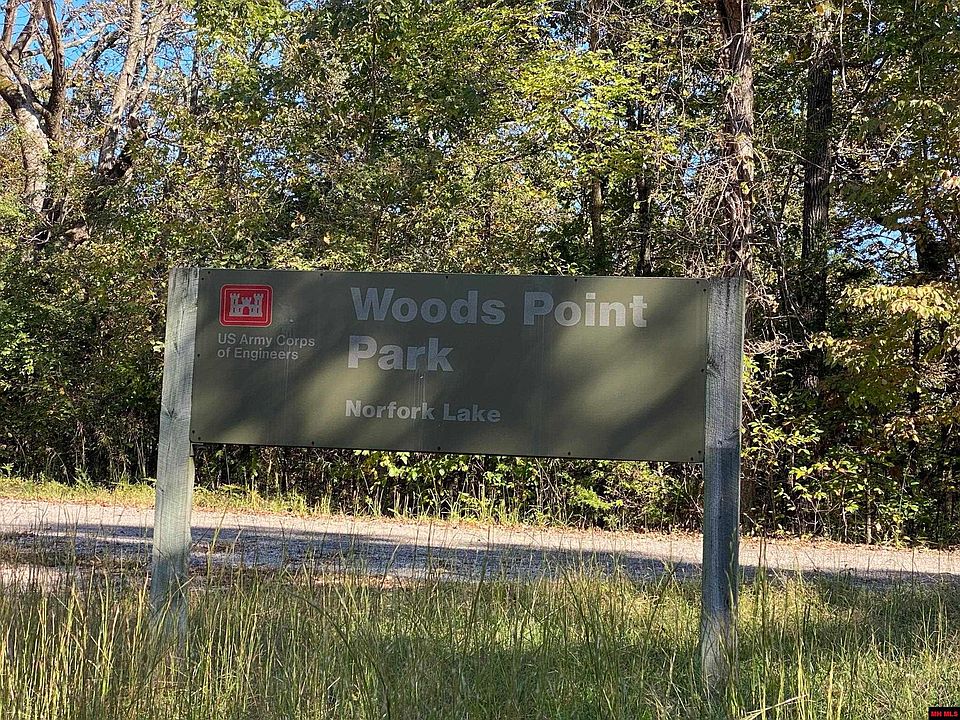 US Army Corps
of Engineers
Woods Point
Park
Norfork Lake
MH MLS